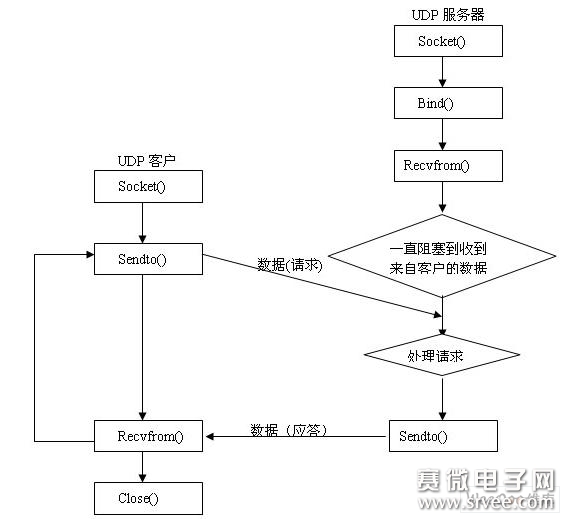 UDP 服务器
Socket()
Bind()
Recvfrom()
一直阻塞到收到
来自客户的数据
UDP 客户
Socket()
Sendto()
数据(请求)
处理请求
Recvfrom()
数据（应答）
Sendto()
Close()
赛微电子网
www.srvee.com